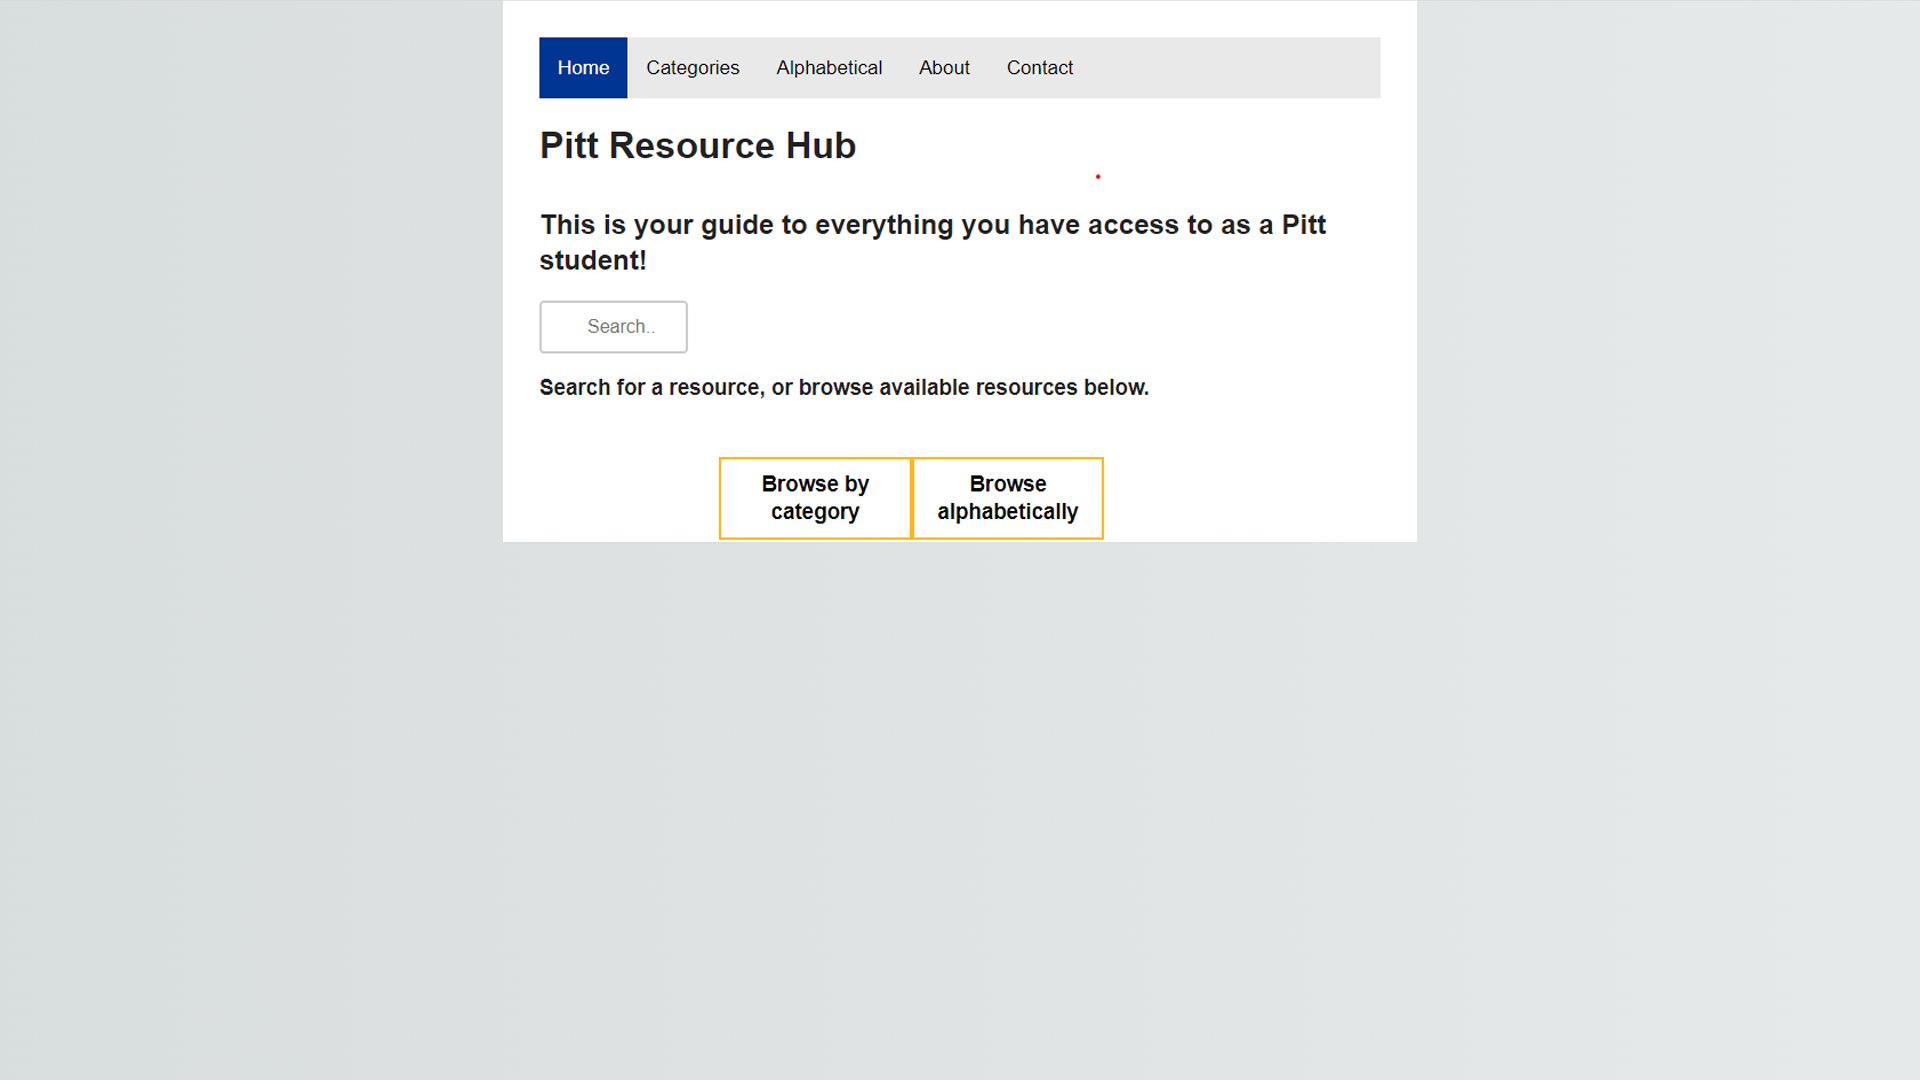 Home Categories Alphabetical About Contact
Pitt Resource Hub
This is your guide to everything you have access to as a Pitt
student!
Search..
Search for a resource, or browse available resources below.
Browse by
category
Browse
alphabetically